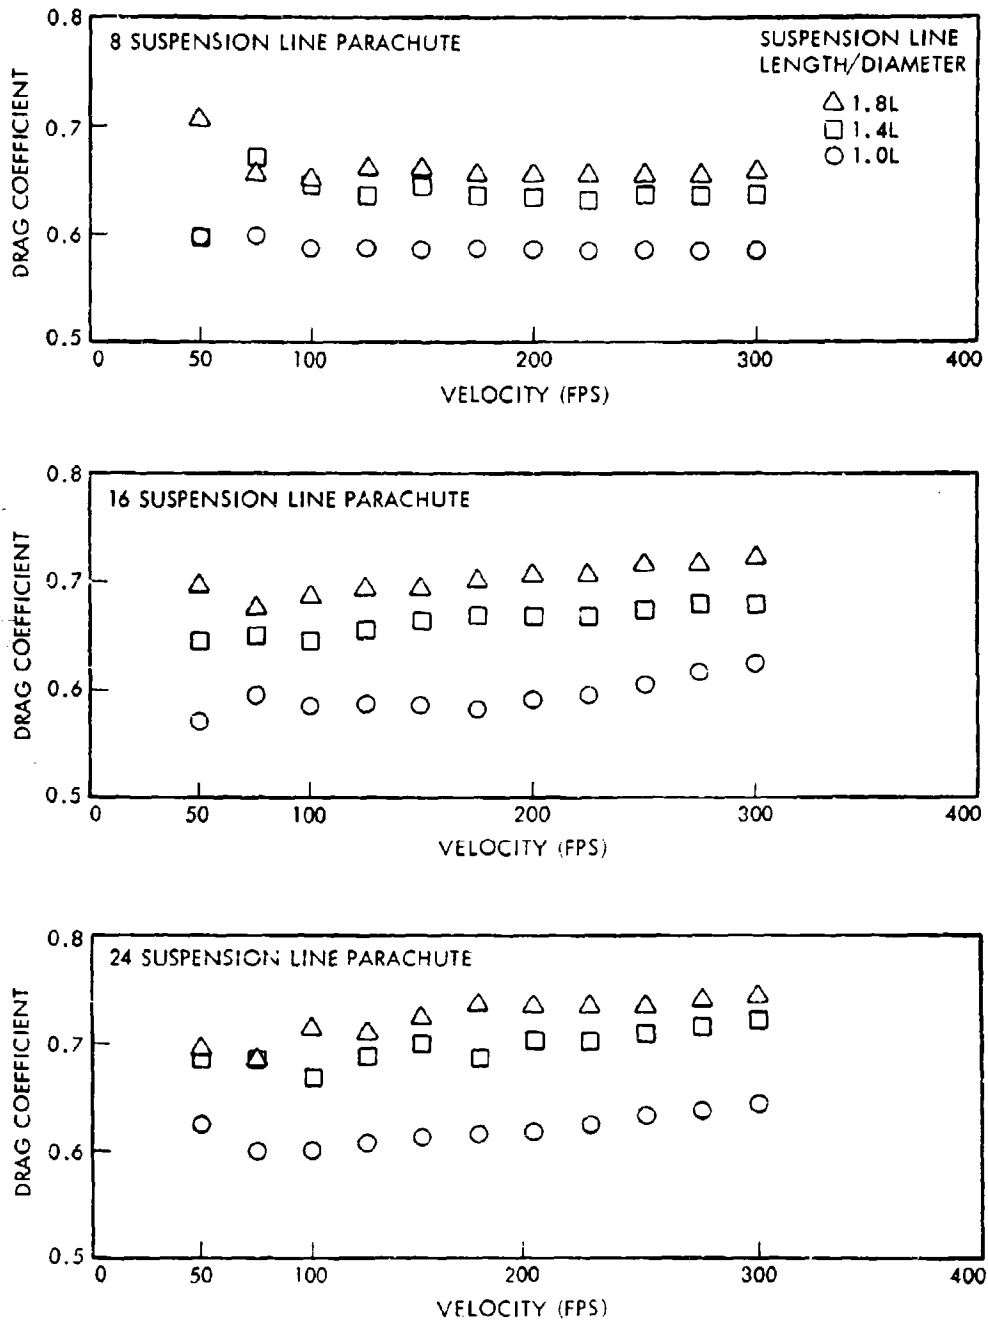 0.8
8 SUSPENSION LINE PARACHUTE
SUSPENSION LINE
LENGTH/DIAMETER
1.8L
1.4L
1.0L
0.7
0.6
0.5
DRAG COEFFICIENT
0 50 100 200 300 400
VELOCITY (FPS)
0.8
16 SUSPENSION LINE PARACHUTE
0.7
0.6
0.5
DRAG COEFFICIENT
0 50 100 200 300 400
VELOCITY (FPS)
0.8
24 SUSPENSION LINE PARACHUTE
0.7
0.6
0.5
DRAG COEFFICIENT
0 50 100 200 300 400
VELOCITY (FPS)